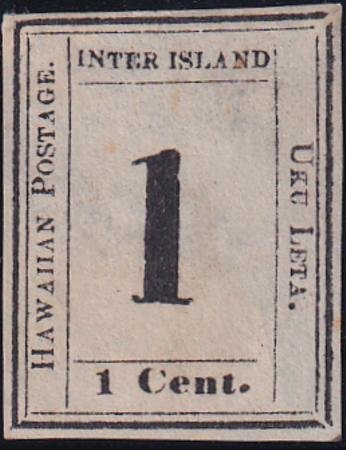 INTER ISLAND
HAWAIIAN POSTAGE.
1
UKU LETA.
1 Cent.